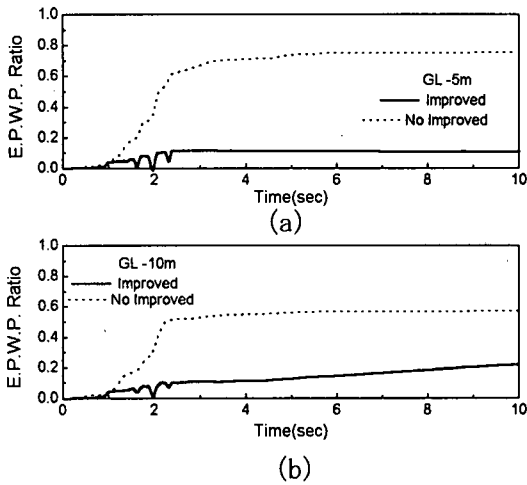 1.0
0.8
0.6
0.4
0.2
0.0
E.P.W.P. Ratio
GL -5m
Improved
No Improved
0 2 4 6 8 10
Time(sec)
(a)
1.0
0.8
0.6
0.4
0.2
0.0
E.P.W.P. Ratio
GL -10m
Improved
No Improved
0 2 4 6 8 10
Time(sec)
(b)